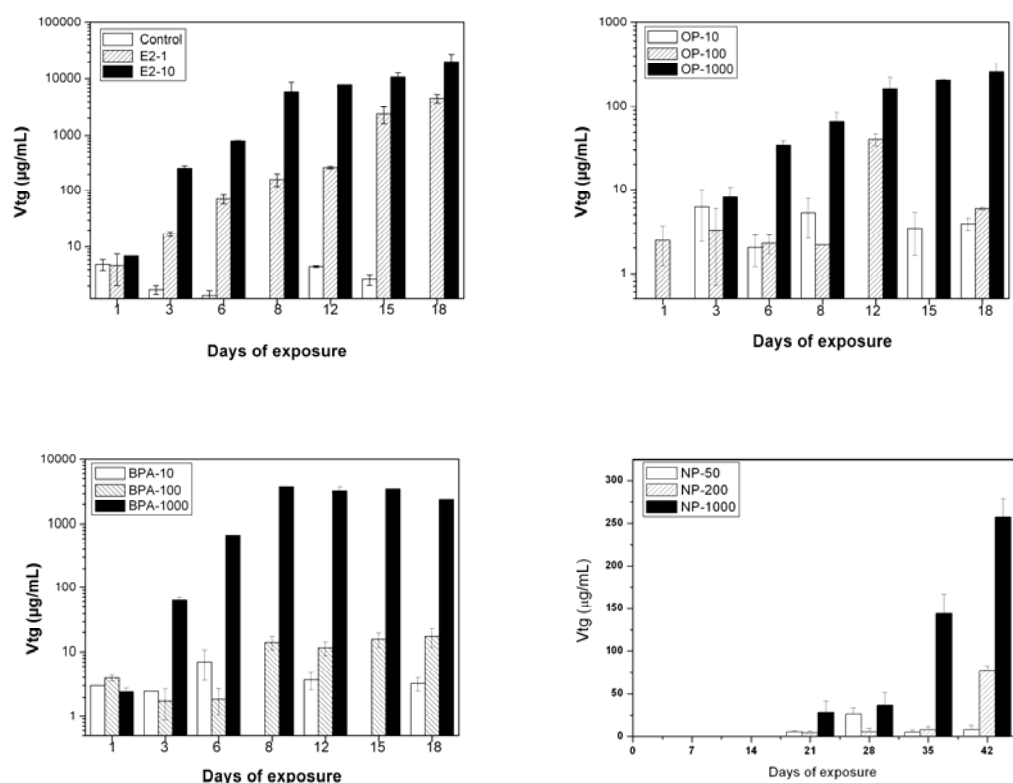 Control
E2-1
E2-10
100000
10000
1000
100
10
Vtg (µg/mL)
1 3 6 8 12 15 18
Days of exposure
OP-10
OP-100
OP-1000
1000
100
10
1
Vtg (µg/mL)
1 3 6 8 12 15 18
Days of exposure
BPA-10
BPA-100
BPA-1000
10000
1000
100
10
1
Vtg (µg/mL)
1 3 6 8 12 15 18
Days of exposure
NP-50
NP-200
NP-1000
300
250
200
150
100
50
0
Vtg (µg/mL)
0 7 14 21 28 35 42
Days of exposure